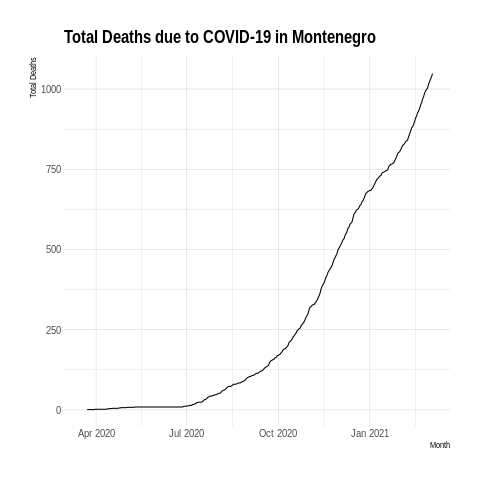 Total Deaths due to COVID-19 in Montenegro
Total Deaths
1000
750
500
250
0
Apr 2020
Jul 2020
Oct 2020
Jan 2021
Month